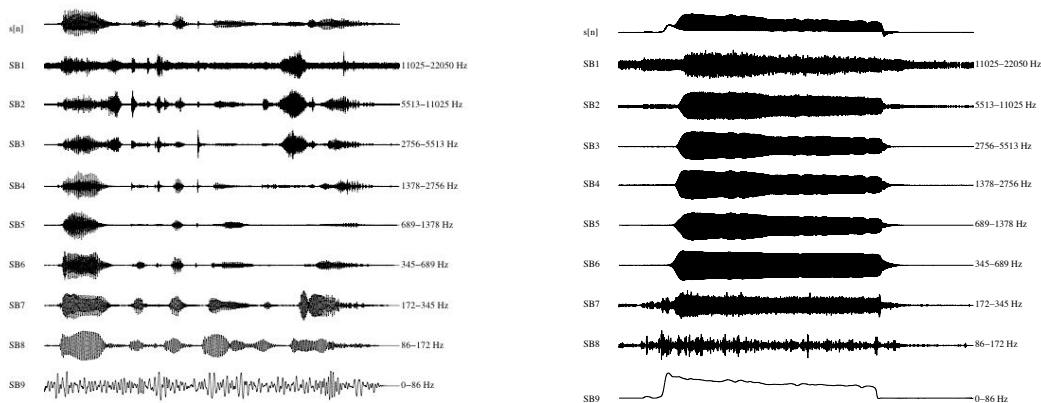 s[n]
SB1 11025–22050 Hz
SB2 5513–11025 Hz
SB3 2756–5513 Hz
SB4 1378–2756 Hz
SB5 689–1378 Hz
SB6 345–689 Hz
SB7 172–345 Hz
SB8 86–172 Hz
SB9 0–86 Hz
s[n]
SB1 11025–22050 Hz
SB2 5513–11025 Hz
SB3 2756–5513 Hz
SB4 1378–2756 Hz
SB5 689–1378 Hz
SB6 345–689 Hz
SB7 172–345 Hz
SB8 86–172 Hz
SB9 0–86 Hz